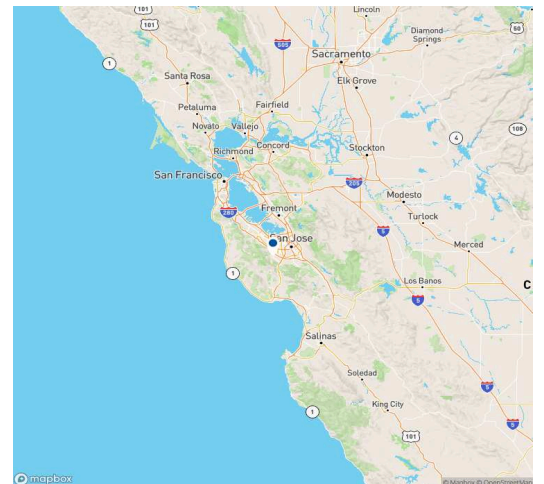 101
101
Lincoln
50
1
505
Diamond
Springs
Sacramento
Santa Rosa
Elk Grove
Petaluma
Fairfield
Novato
Vallejo
4
108
Richmond
Concord
Stockton
San Francisco
205
Modesto
280
Fremont
Turlock
5
San Jose
Merced
1
Los Banos
C
5
Salinas
Soledad
5
King City
1
5
101
mapbox
© Mapbox © OpenStreetMap